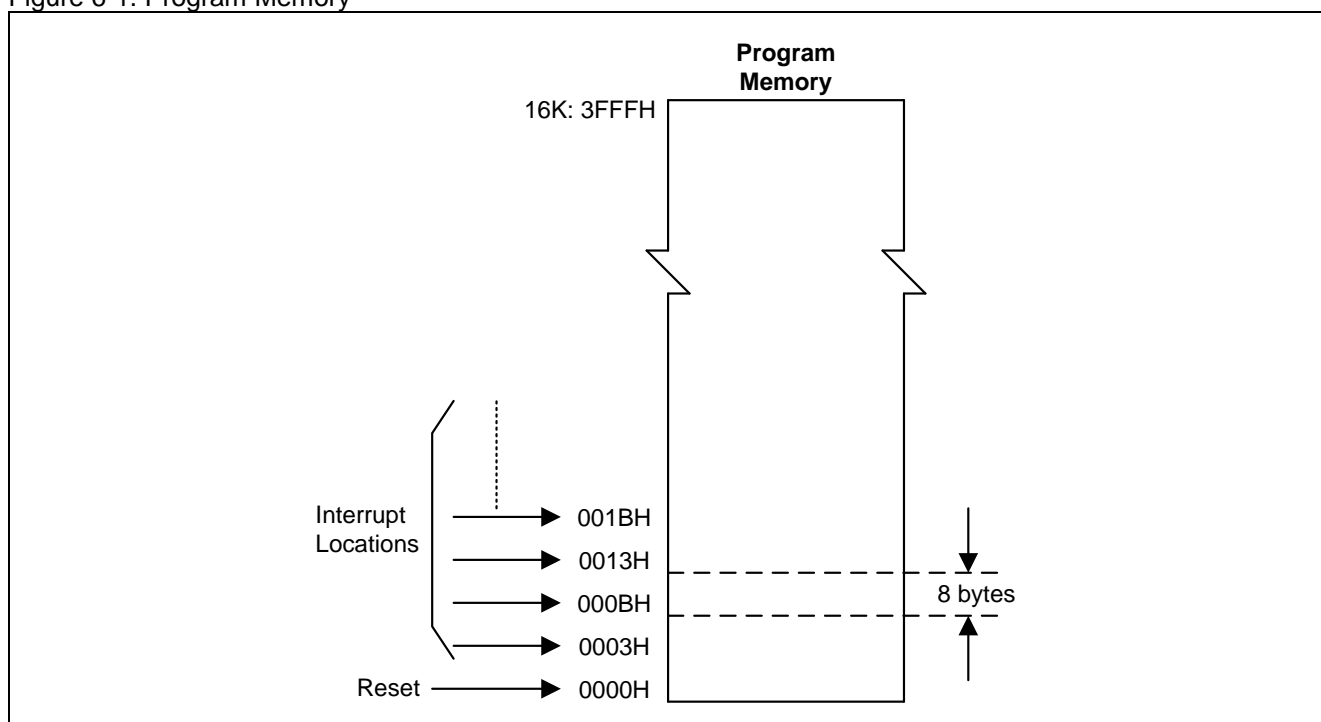 Figure 6-1. Program Memory
Program
Memory
16K: 3FFFH
Interrupt
Locations
001BH
0013H
000BH
0003H
Reset
0000H
8 bytes